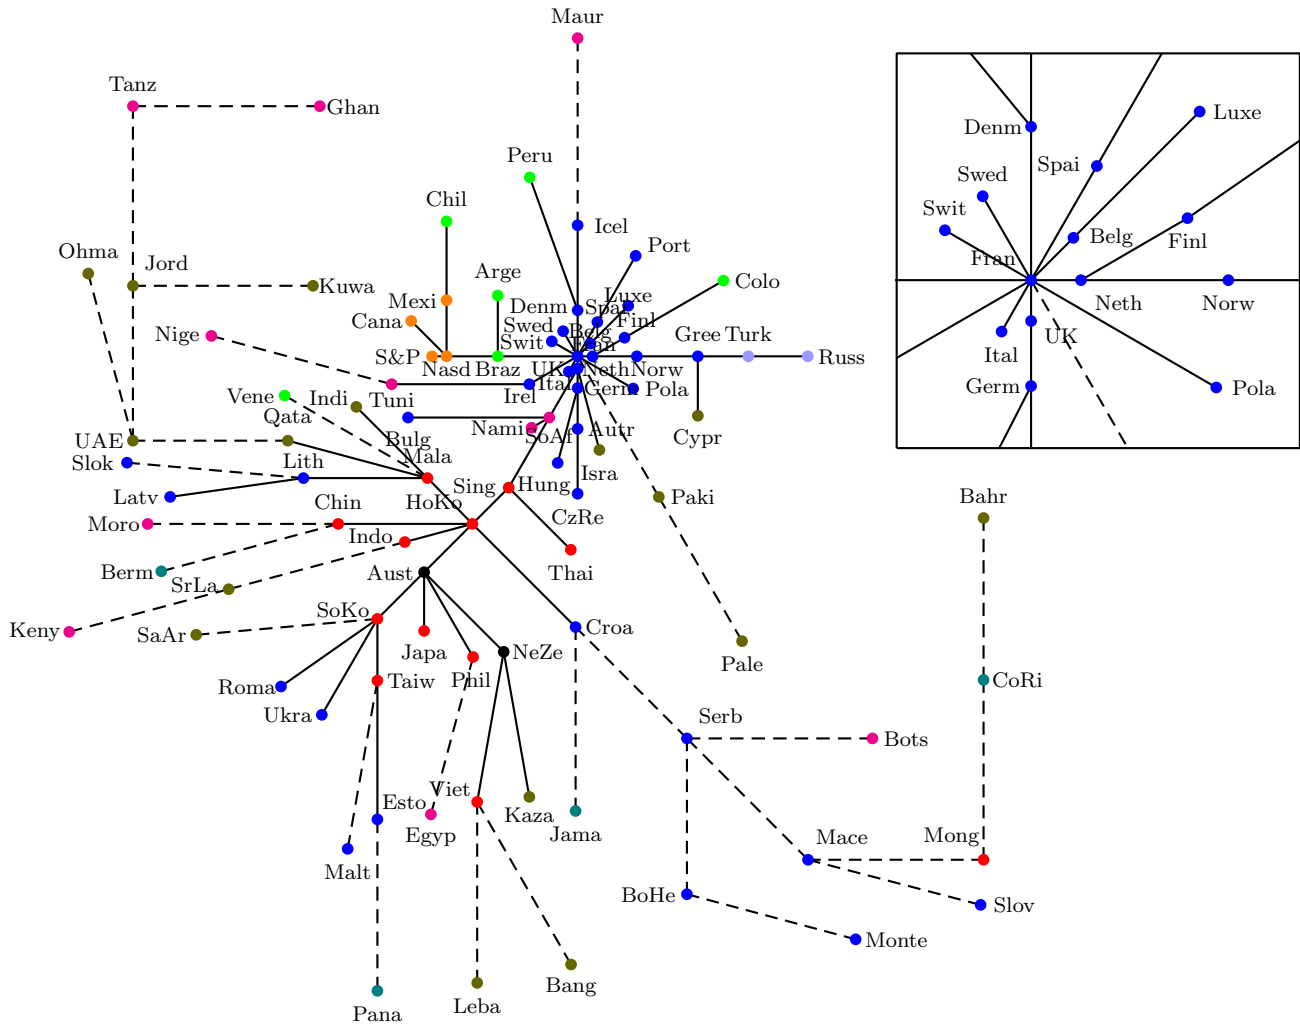 Maur
Tanz
Ghan
Denm
Luxe
Peru
Spai
Swed
Chil
Swit
Icel
Belg
Finl
Port
Ohma
Jord
Fran
Arge
Colo
Kuwa
Mexi
Luxe
Neth
Norw
Denm
Spai
Cana
Finl
UK
Nige
Swed
Belg
Gree
Turk
Swit
Fran
Ital
S&P
Nasd
Braz
UK
Neth
Norw
Russ
Ital
Germ
Pola
Germ
Pola
Irel
Vene
Indi
Tuni
Qata
Nami
SoAf
Autr
Cypr
UAE
Bulg
Slok
Lith
Mala
Isra
Sing
Hung
Latv
Chin
HoKo
Paki
Bahr
CzRe
Moro
Indo
Berm
Aust
Thai
SrLa
SoKo
Keny
SaAr
Croa
Japa
NeZe
Pale
Roma
Taiw
Phil
CoRi
Ukra
Serb
Bots
Viet
Esto
Kaza
Egyp
Jama
Mace
Mong
Malt
BoHe
Slov
Monte
Bang
Leba
Pana